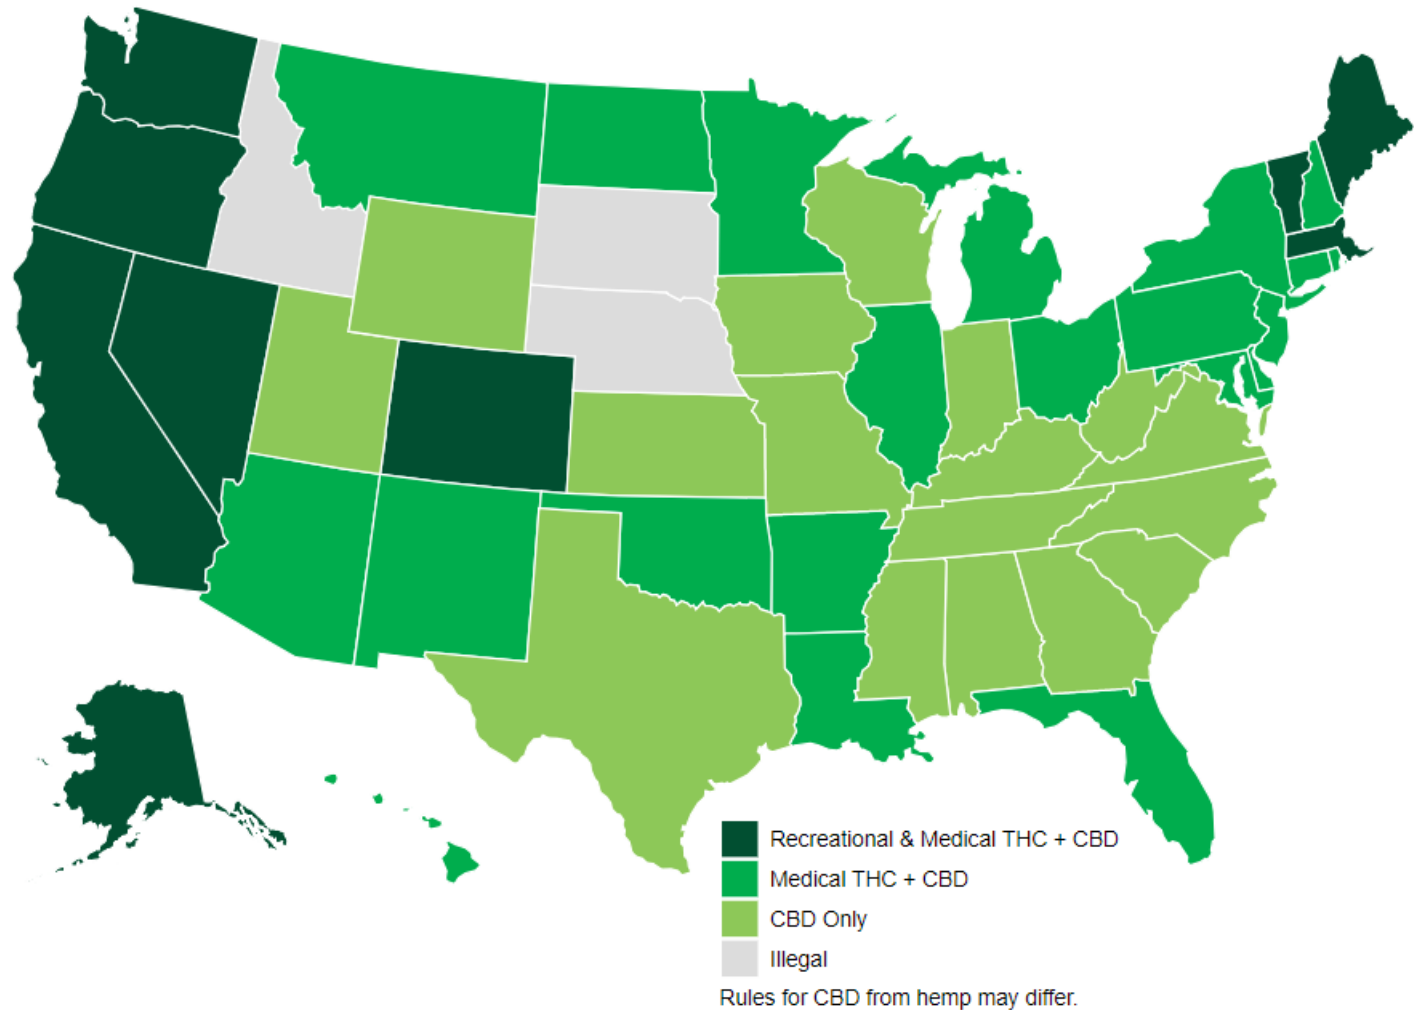 Recreational & Medical THC + CBD
Medical THC + CBD
CBD Only
Illegal
Rules for CBD from hemp may differ.